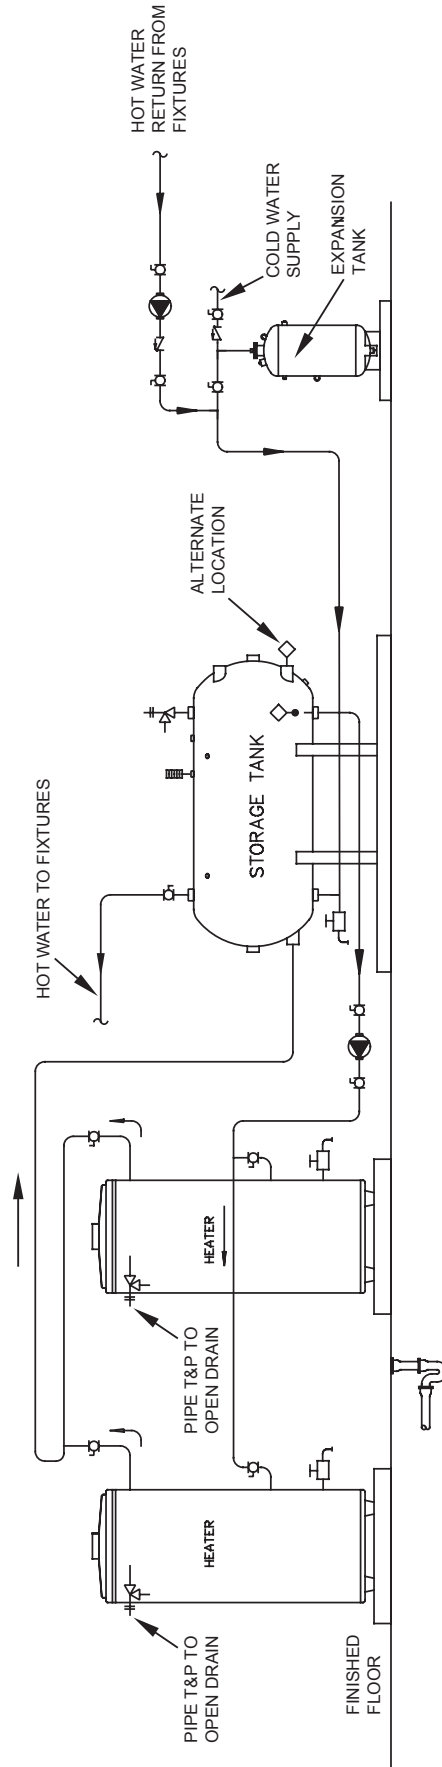 PIPE T&P TO
OPEN DRAIN
HEATER
FINISHED
FLOOR
PIPE T&P TO
OPEN DRAIN
HEATER
HOT WATER TO FIXTURES
STORAGE TANK
ALTERNATE
LOCATION
HOT WATER
RETURN FROM
FIXTURES
COLD WATER
SUPPLY
EXPANSION
TANK